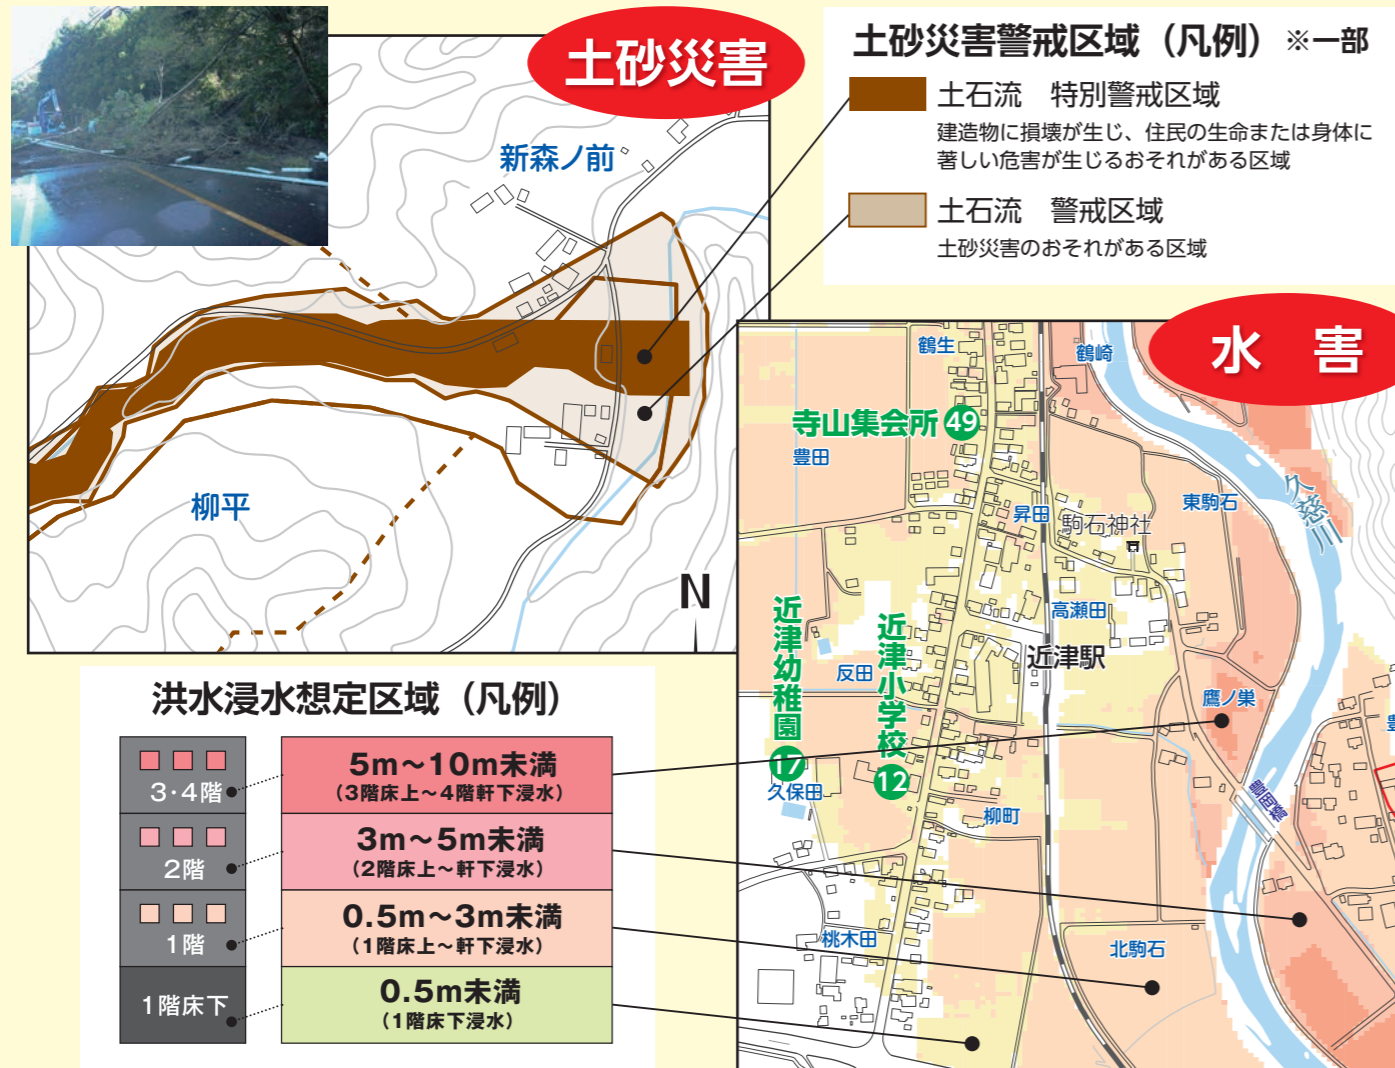 土砂災害
新森ノ前
柳平
N
土砂災害警戒区域（凡例）※一部
土石流　特別警戒区域
建造物に損壊が生じ、住民の生命または身体に
著しい危害が生じるおそれがある区域
土石流　警戒区域
土砂災害のおそれがある区域
水　害
鶴生
鶴崎
寺山集会所 49
豊田
東駒石
久慈川
昇田
駒石神社
高瀬田
近津駅
近津幼稚園 17
近津小学校 12
反田
鷹ノ巣
久保田
柳町
桃木田
北駒石
洪水浸水想定区域（凡例）
3・4階
5m～10m未満
（3階床上～4階軒下浸水）
2階
3m～5m未満
（2階床上～軒下浸水）
1階
0.5m～3m未満
（1階床上～軒下浸水）
1階床下
0.5m未満
（1階床下浸水）